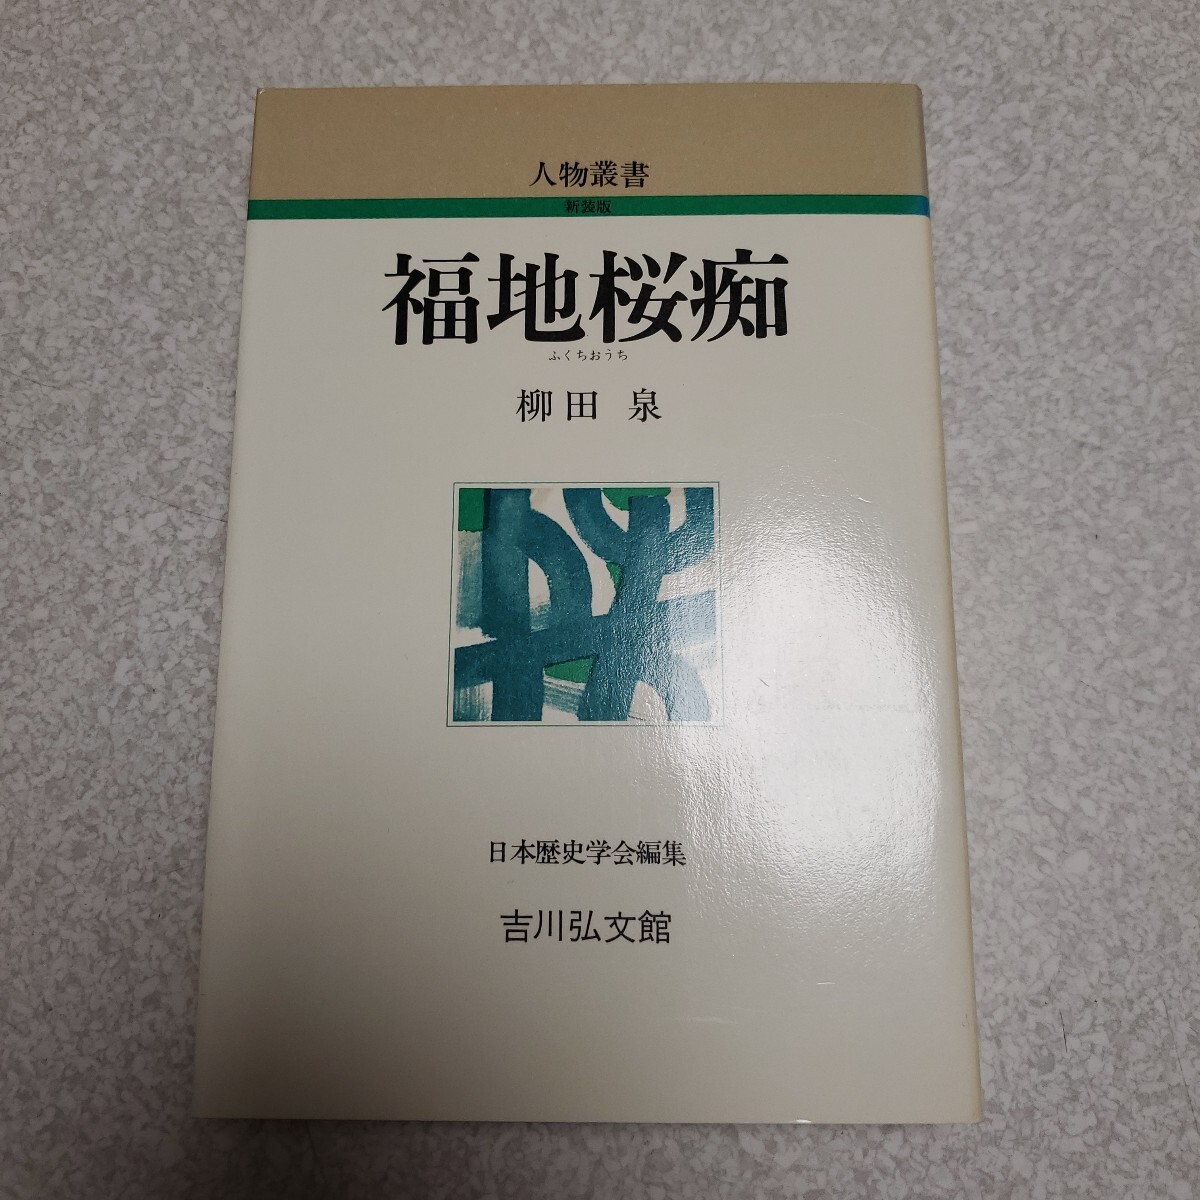 人物叢書
新装版
福地桜痴
ふくちおうち
柳田 泉
日本歴史学会編集
吉川弘文館